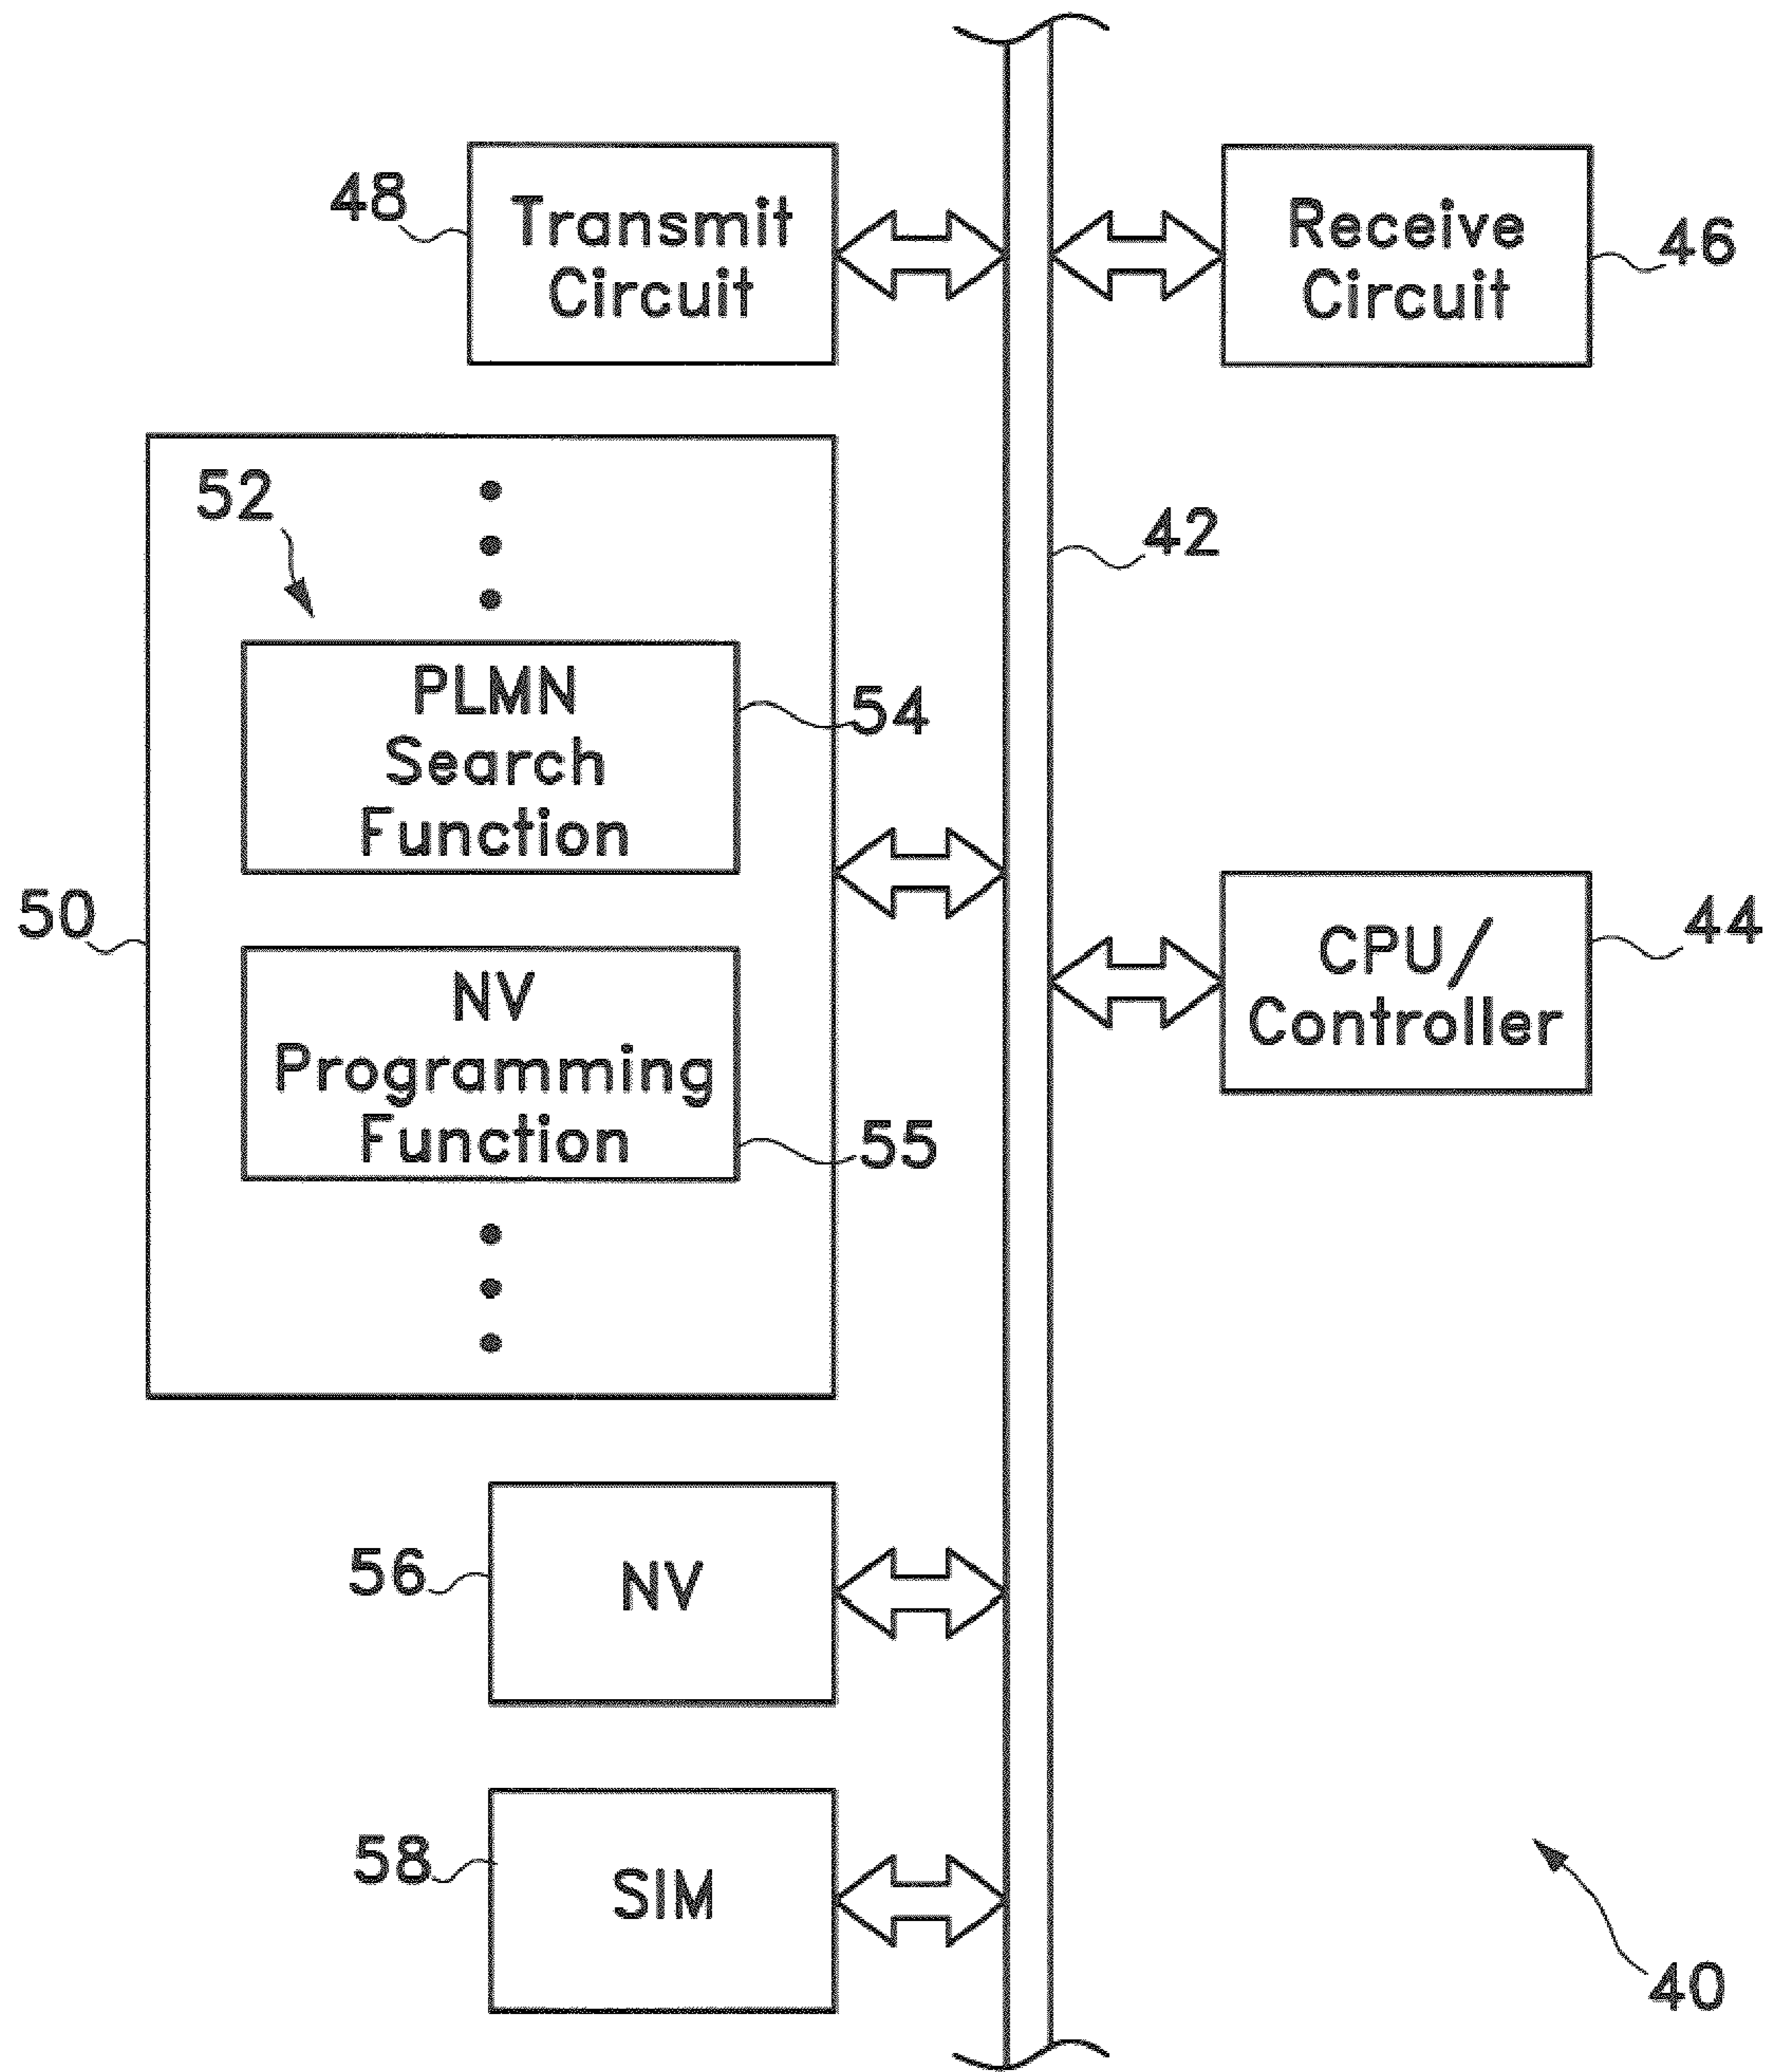 48
Transmit
Circuit
Receive
Circuit
46
52
42
PLMN
Search
Function
54
50
CPU/
Controller
44
NV
Programming
Function
55
56
NV
58
SIM
40